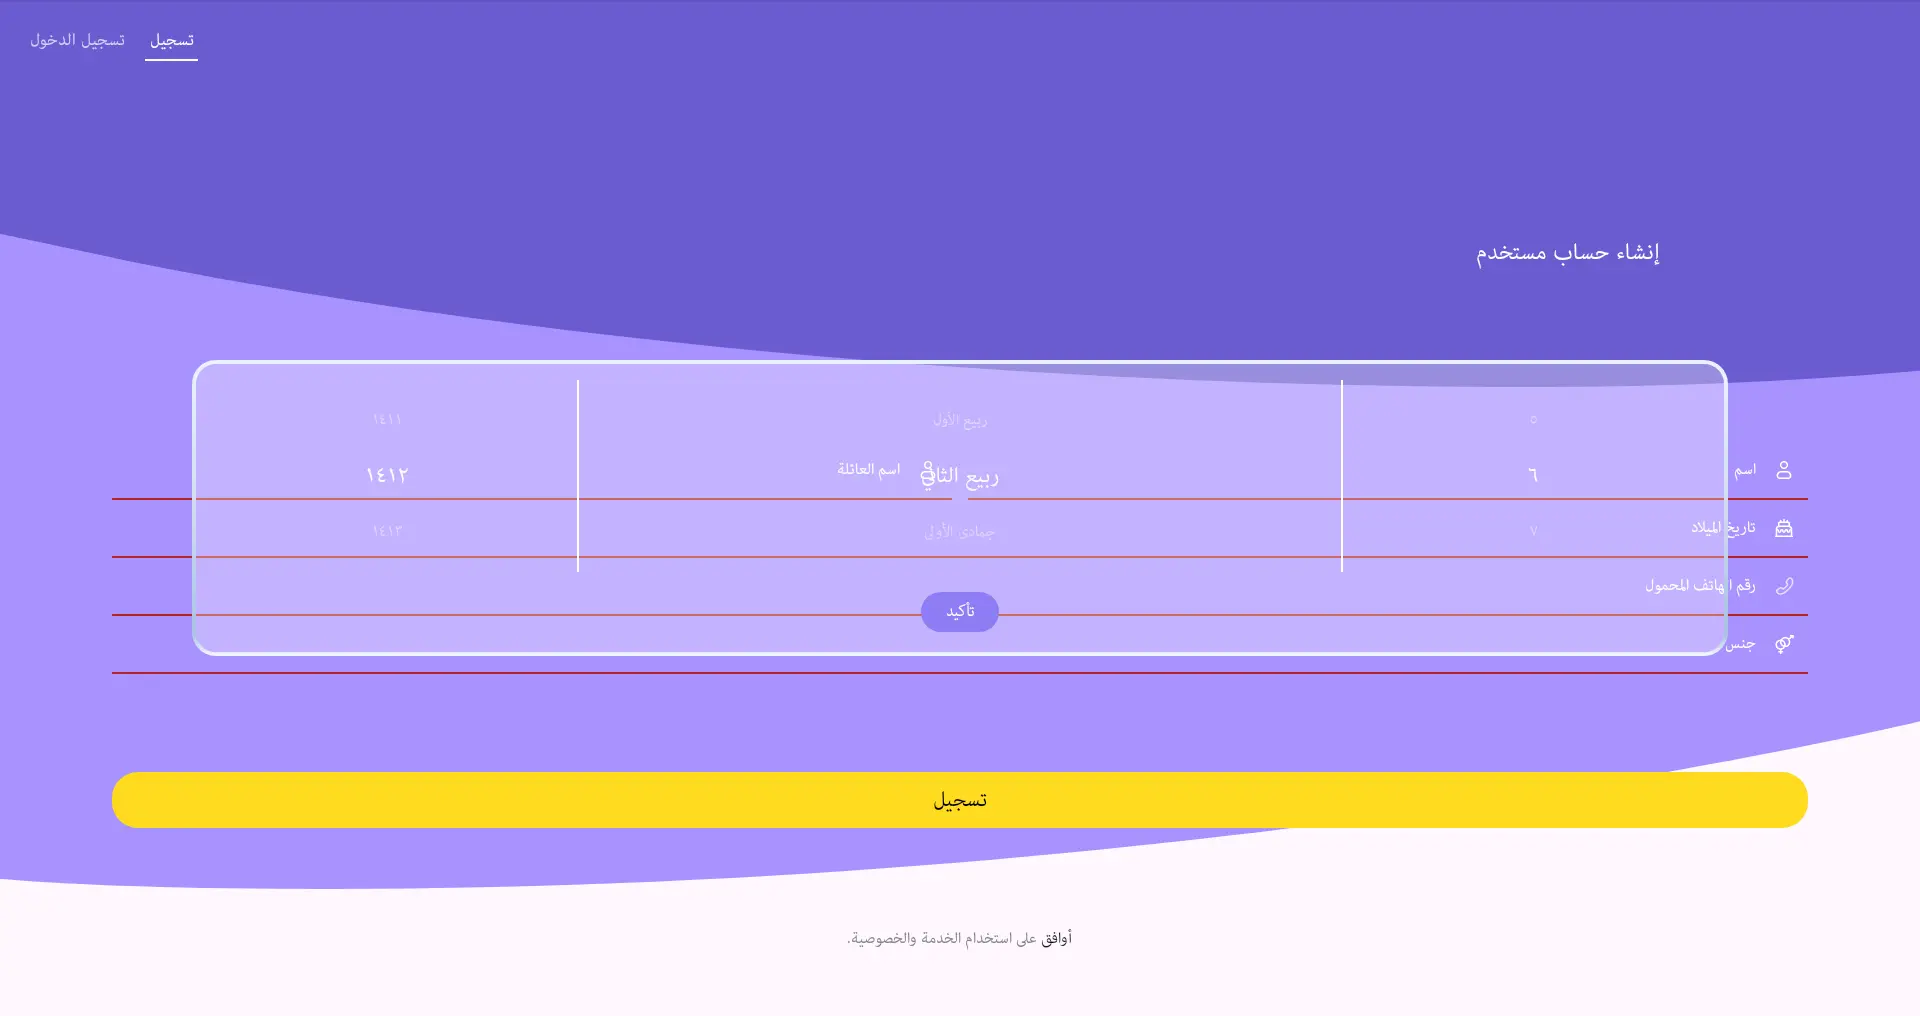 تسجيل
تسجيل الدخول
إنشاء حساب مستخدم
٥
ربيع الأول
١٤١١
اسم
اسم العائلة
٦
ربيع الثاني
١٤١٢
تاريخ الميلاد
٧
جمادى الأولى
١٤١٣
رقم الهاتف المحمول
تأكيد
جنس
تسجيل
أوافق على استخدام الخدمة والخصوصية.